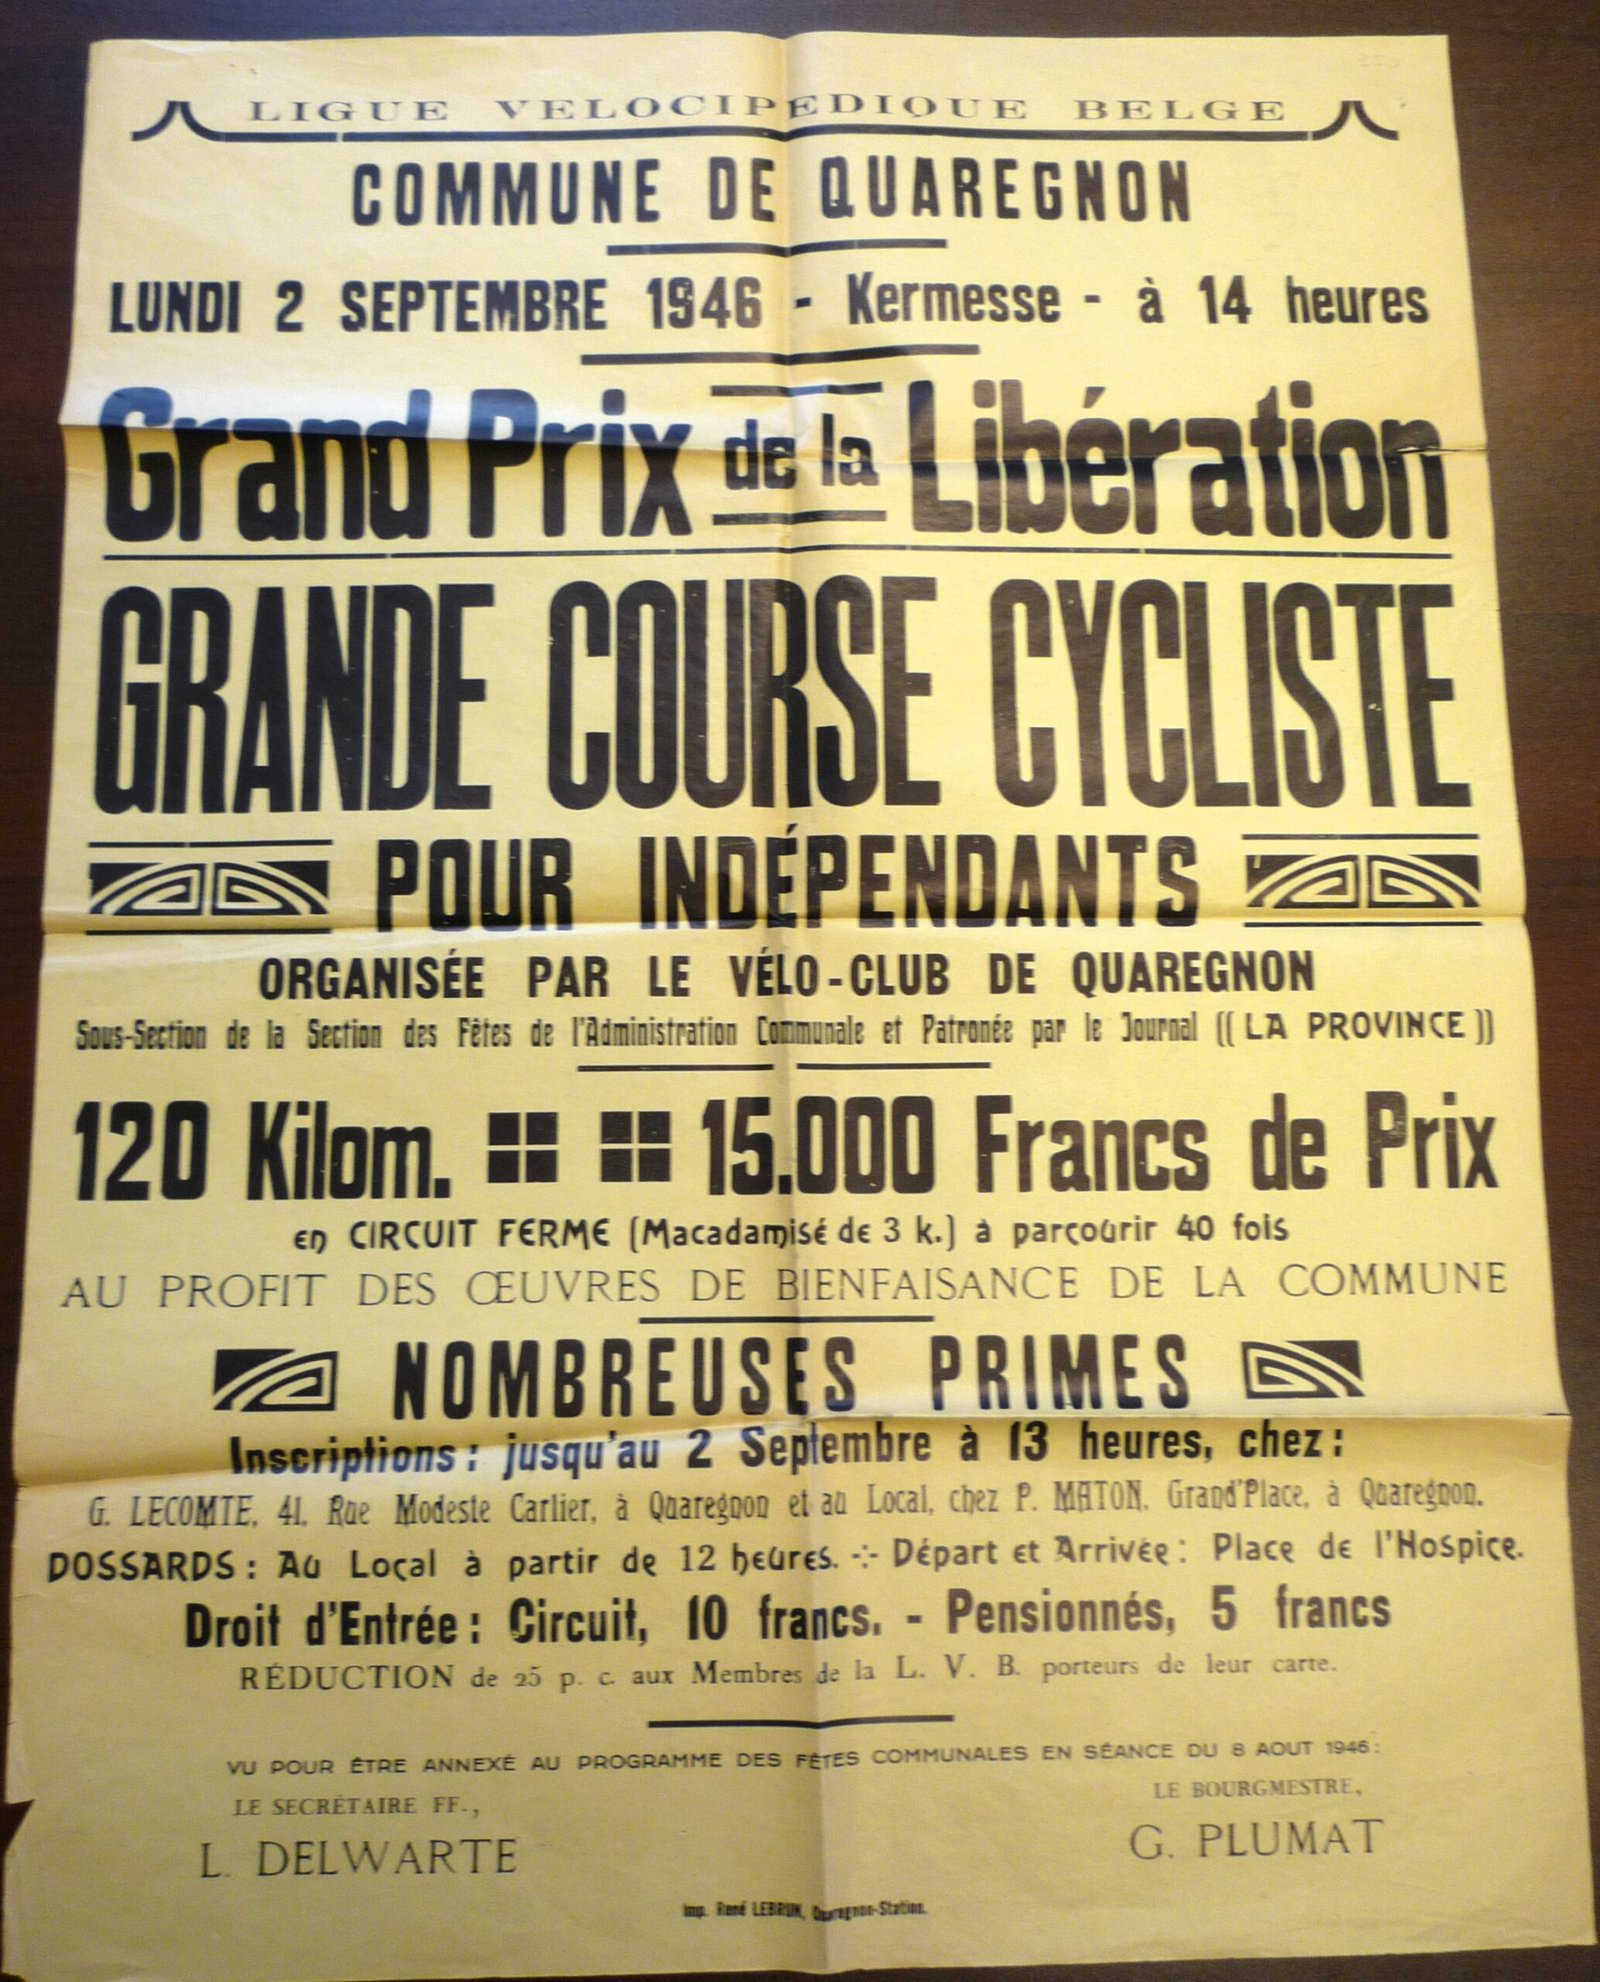 LIGUE VELOCIPEDIQUE BELGE
COMMUNE DE QUAREGNON
LUNDI 2 SEPTEMBRE 1946 - Kermesse - à 14 heures
Grand Prix de la Libération
GRANDE COURSE CYCLISTE
POUR INDÉPENDANTS
ORGANISÉE PAR LE VÉLO-CLUB DE QUAREGNON
Sous-Section de la Section des Fêtes de l'Administration Communale et Patronée par le Journal (( LA PROVINCE ))
120 Kilom. 15.000 Francs de Prix
en CIRCUIT FERME (Macadamisé de 3 k.) à parcourir 40 fois
AU PROFIT DES ŒUVRES DE BIENFAISANCE DE LA COMMUNE
NOMBREUSES PRIMES
Inscriptions : jusqu'au 2 Septembre à 13 heures, chez :
G. LECOMTE, 41, Rue Modeste Carlier, à Quaregnon et au Local, chez P. MATON, Grand'Place, à Quaregnon.
DOSSARDS : Au Local à partir de 12 heures. -:- Départ et Arrivée : Place de l'Hospice.
Droit d'Entrée : Circuit, 10 francs. - Pensionnés, 5 francs
RÉDUCTION de 25 p. c. aux Membres de la L. V. B. porteurs de leur carte.
VU POUR ÊTRE ANNEXÉ AU PROGRAMME DES FÊTES COMMUNALES EN SÉANCE DU 8 AOUT 1946 :
LE SECRÉTAIRE FF.,
L. DELWARTE
LE BOURGMESTRE,
G. PLUMAT
Imp. René LEBRUN, Quaregnon-Station.